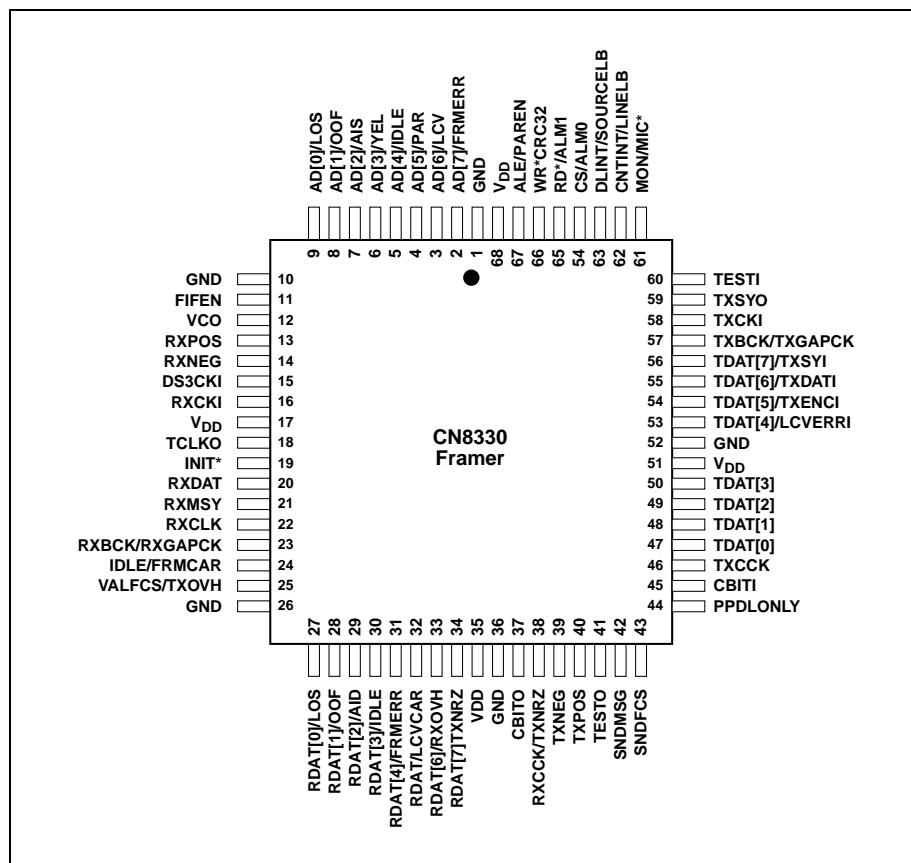 AD[0]/LOS
AD[1]/OOF
AD[2]/AIS
AD[3]/YEL
AD[4]/IDLE
AD[5]/PAR
AD[6]/LCV
AD[7]/FRMERR
GND
VDD
ALE/PAREN
WR*CRC32
RD*/ALM1
CS/ALM0
DLINT/SOURCELB
CNTINT/LINELB
MON/MIC*
9 8 7 6 5 4 3 2 1 68 67 66 65 54 63 62 61
GND 10
FIFEN 11
VCO 12
RXPOS 13
RXNEG 14
DS3CKI 15
RXCKI 16
VDD 17
TCLKO 18
INIT* 19
RXDAT 20
RXMSY 21
RXCLK 22
RXBCK/RXGAPCK 23
IDLE/FRMCAR 24
VALFCS/TXOVH 25
GND 26
CN8330
Framer
60 TESTI
59 TXSYO
58 TXCKI
57 TXBCK/TXGAPCK
56 TDAT[7]/TXSYI
55 TDAT[6]/TXDATI
54 TDAT[5]/TXENCI
53 TDAT[4]/LCVERRI
52 GND
51 VDD
50 TDAT[3]
49 TDAT[2]
48 TDAT[1]
47 TDAT[0]
46 TXCCK
45 CBITI
44 PPDLONLY
27 28 29 30 31 32 33 34 35 36 37 38 39 40 41 42 43
RDAT[0]/LOS
RDAT[1]/OOF
RDAT[2]/AID
RDAT[3]/IDLE
RDAT[4]/FRMERR
RDAT/LCVCAR
RDAT[6]/RXOVH
RDAT[7]TXNRZ
VDD
GND
CBITO
RXCCK/TXNRZ
TXNEG
TXPOS
TESTO
SNDMSG
SNDFCS